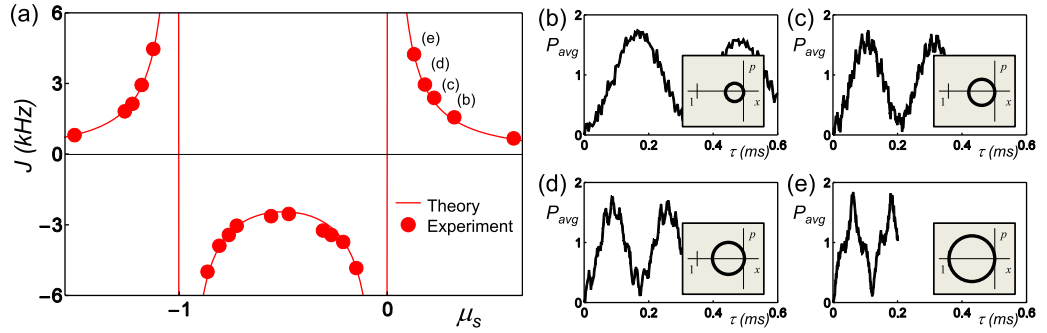 (a)
6
3
0
−3
−6
J (kHz)
−1
0
μs
(e)
(d)
(c)
(b)
Theory
Experiment
(b)
2
1
0
Pavg
0
0.2
0.4
0.6
τ (ms)
p
1
x
(c)
2
1
0
Pavg
0
0.2
0.4
0.6
τ (ms)
p
1
x
(d)
2
1
0
Pavg
0
0.2
0.4
0.6
τ (ms)
p
1
x
(e)
2
1
0
Pavg
0
0.2
0.4
0.6
τ (ms)
p
1
x